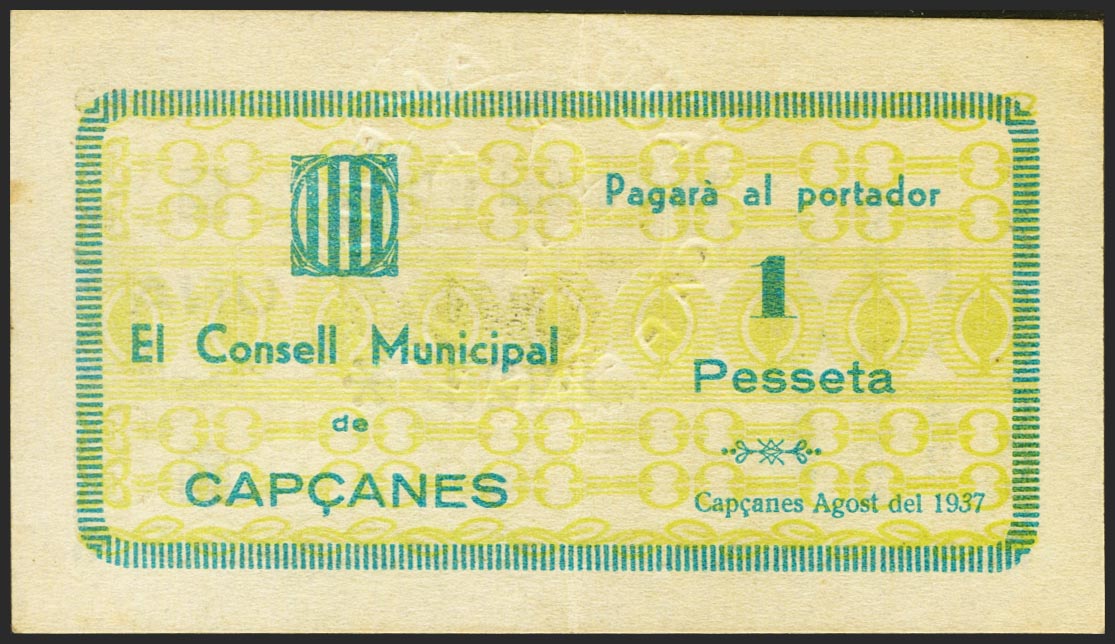 El Consell Municipal
de
CAPÇANES
Pagarà al portador
1
Pesseta
Capçanes Agost del 1937